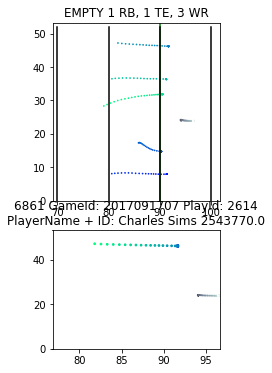 EMPTY 1 RB, 1 TE, 3 WR
50
40
30
20
10
0
70 80 90 100
6861 GameId: 2017091707 PlayId: 2614
PlayerName + ID: Charles Sims 2543770.0
40
20
0
80 85 90 95